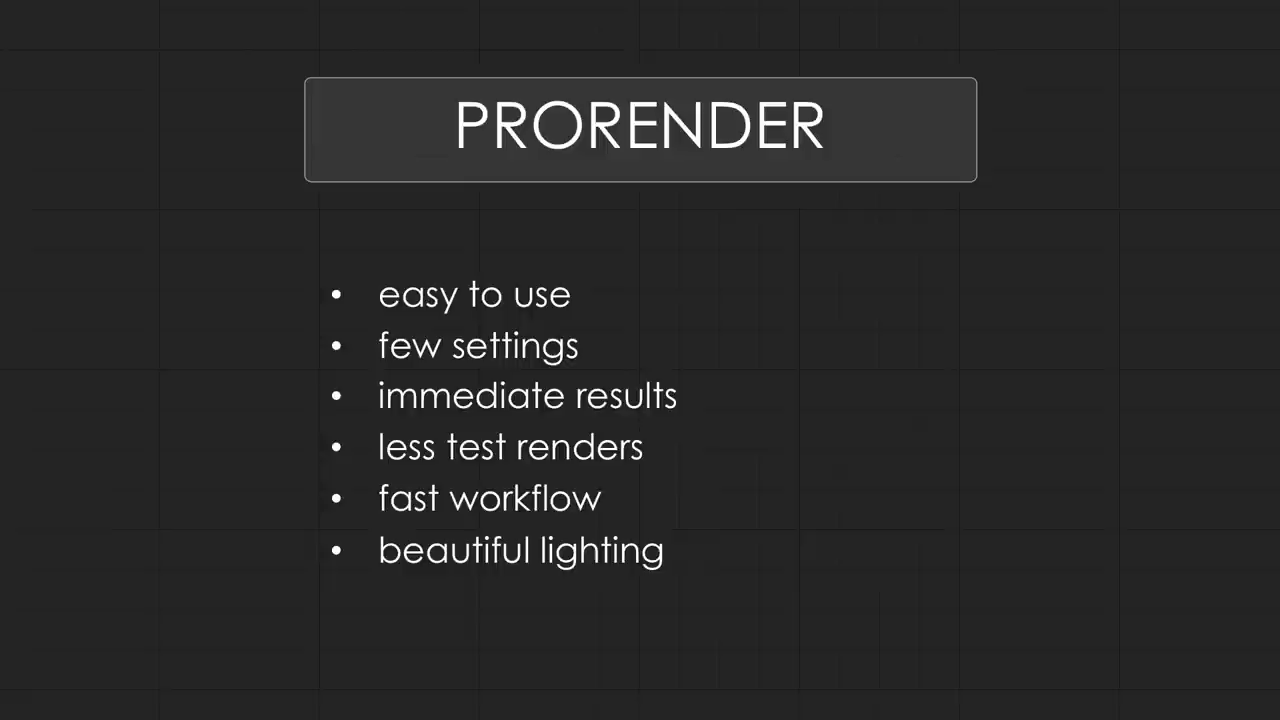 PRORENDER
• easy to use
• few settings
• immediate results
• less test renders
• fast workflow
• beautiful lighting